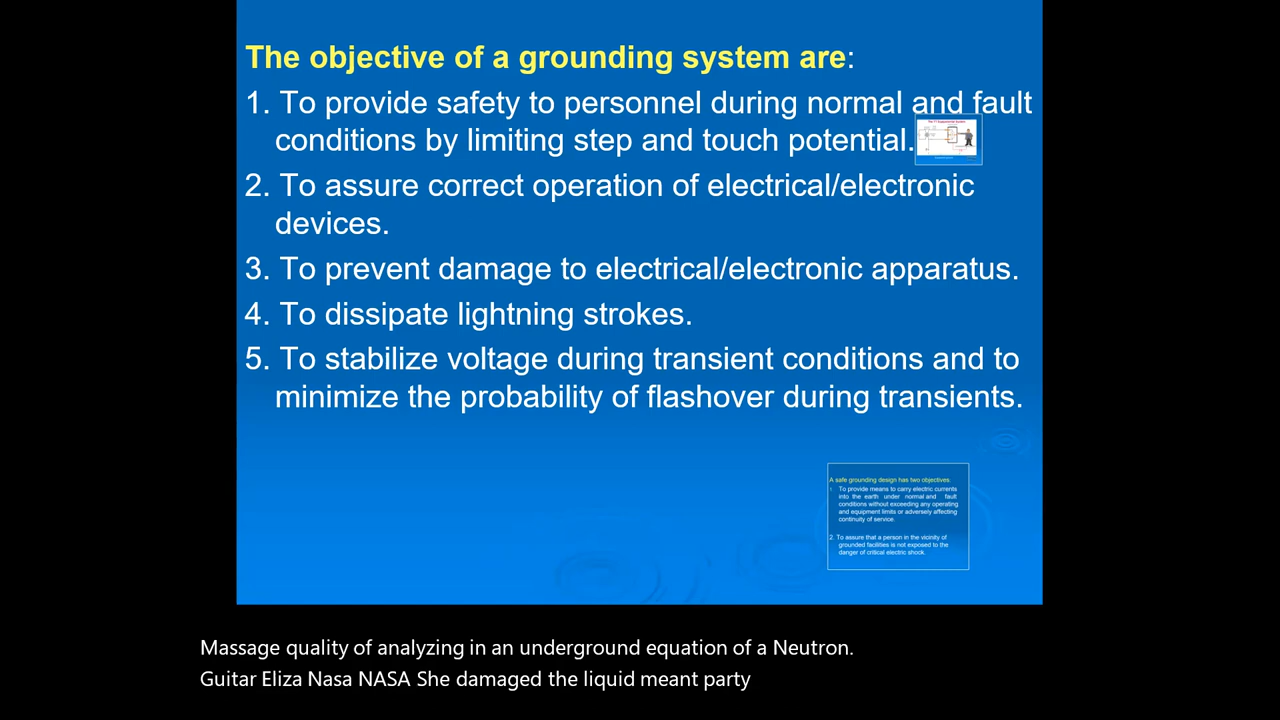 The objective of a grounding system are:
1. To provide safety to personnel during normal and fault
conditions by limiting step and touch potential.
2. To assure correct operation of electrical/electronic
devices.
3. To prevent damage to electrical/electronic apparatus.
4. To dissipate lightning strokes.
5. To stabilize voltage during transient conditions and to
minimize the probability of flashover during transients.
A safe grounding design has two objectives.
To provide means to carry electric currents
into the earth under normal and fault
conditions without exceeding any operating
and equipment limits or adversely affecting
continuity of service.
2. To assure that a person in the vicinity of
grounded facilities is not exposed to the
danger of critical electric shock.
Massage quality of analyzing in an underground equation of a Neutron.
Guitar Eliza Nasa NASA She damaged the liquid meant party